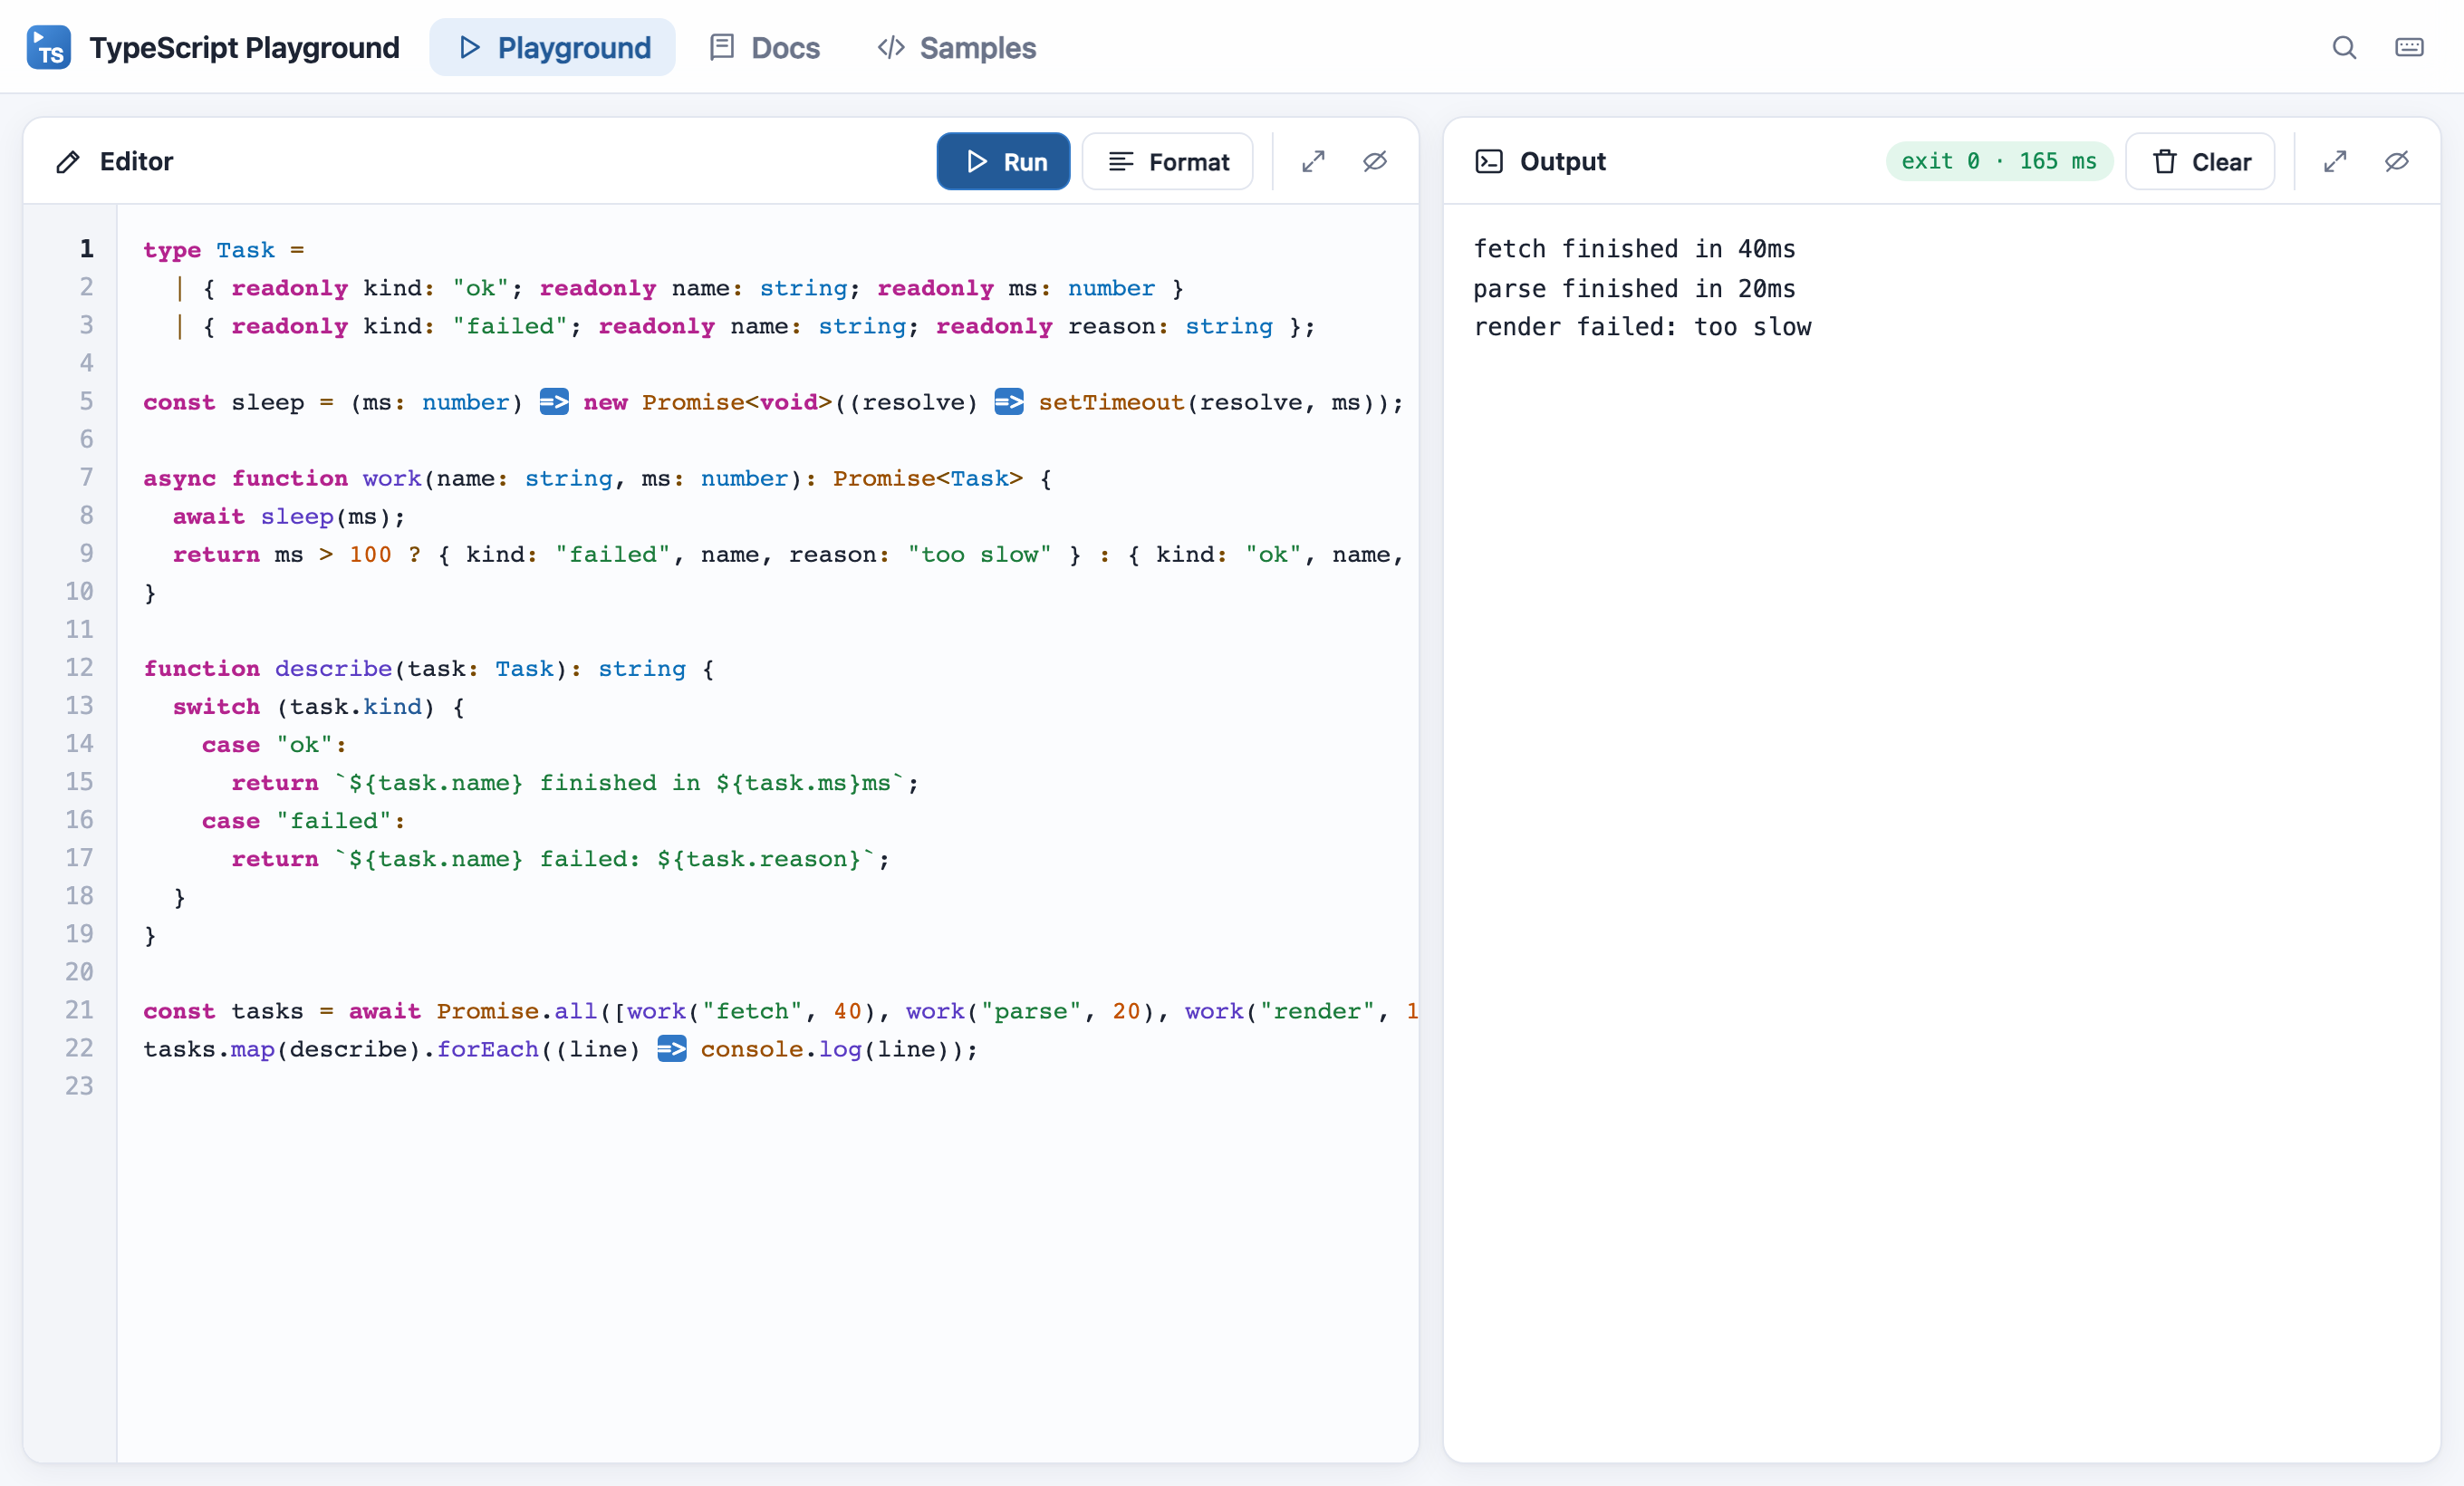 TS TypeScript Playground Playground Docs Samples
Editor Run Format
1 type Task =
2   | { readonly kind: "ok"; readonly name: string; readonly ms: number }
3   | { readonly kind: "failed"; readonly name: string; readonly reason: string };
4
5 const sleep = (ms: number) => new Promise<void>((resolve) => setTimeout(resolve, ms));
6
7 async function work(name: string, ms: number): Promise<Task> {
8   await sleep(ms);
9   return ms > 100 ? { kind: "failed", name, reason: "too slow" } : { kind: "ok", name,
10 }
11
12 function describe(task: Task): string {
13   switch (task.kind) {
14     case "ok":
15       return `${task.name} finished in ${task.ms}ms`;
16     case "failed":
17       return `${task.name} failed: ${task.reason}`;
18   }
19 }
20
21 const tasks = await Promise.all([work("fetch", 40), work("parse", 20), work("render", 1
22 tasks.map(describe).forEach((line) => console.log(line));
23
Output exit 0 · 165 ms Clear
fetch finished in 40ms
parse finished in 20ms
render failed: too slow